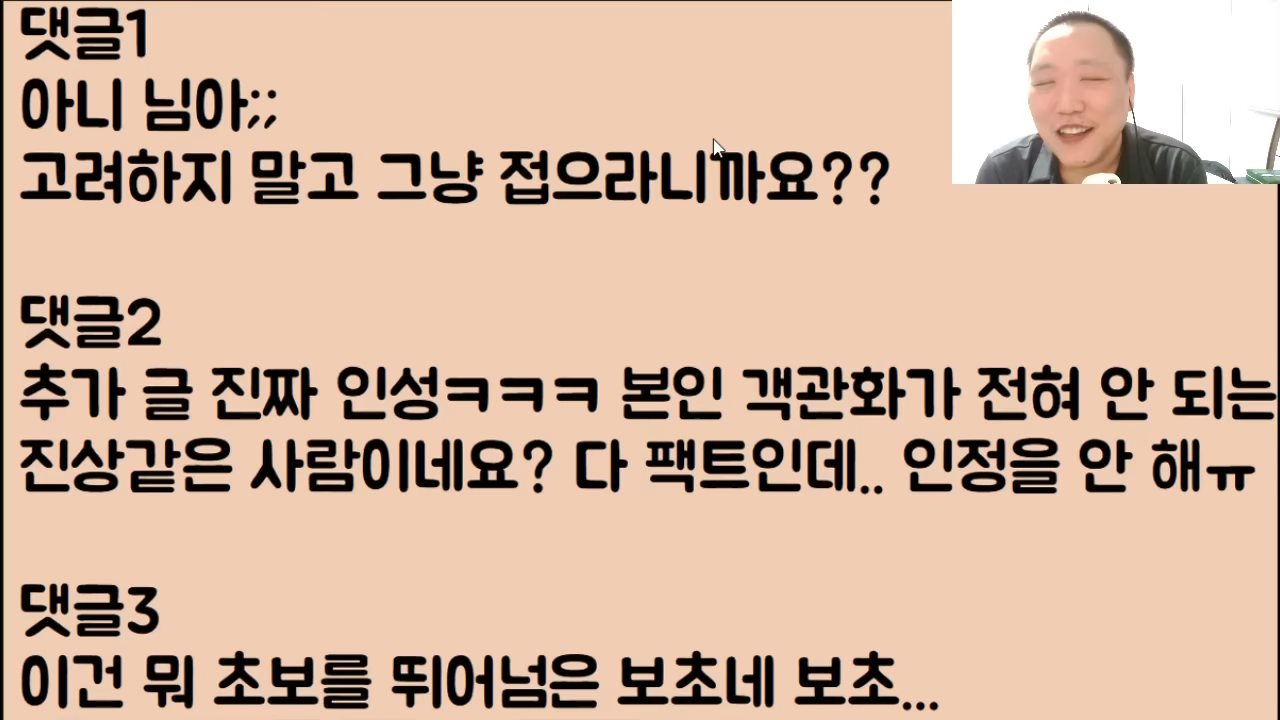 댓글1
아니 님아;;
고려하지 말고 그냥 접으라니까요??
댓글2
추가 글 진짜 인성ㅋㅋㅋ 본인 객관화가 전혀 안 되는
진상같은 사람이네요? 다 팩트인데.. 인정을 안 해ㅠ
댓글3
이건 뭐 초보를 뛰어넘은 보초네 보초...